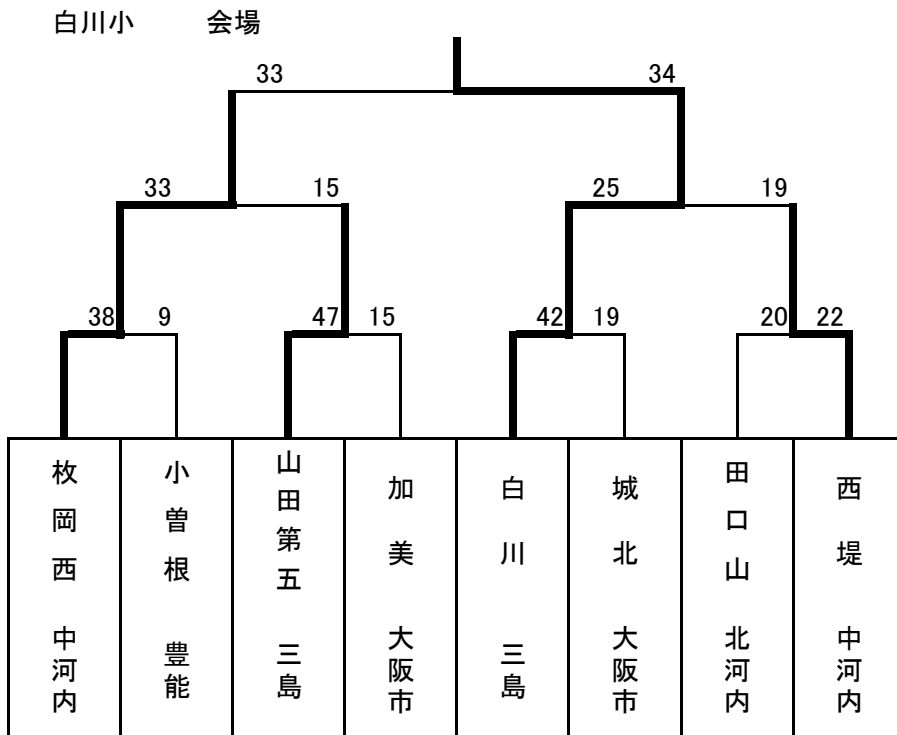 白川小 会場
33 34
33 15 25 19
38 9 47 15 42 19 20 22
枚岡西 中河内
小曽根 豊能
山田第五 三島
加美 大阪市
白川 三島
城北 大阪市
田口山 北河内
西堤 中河内